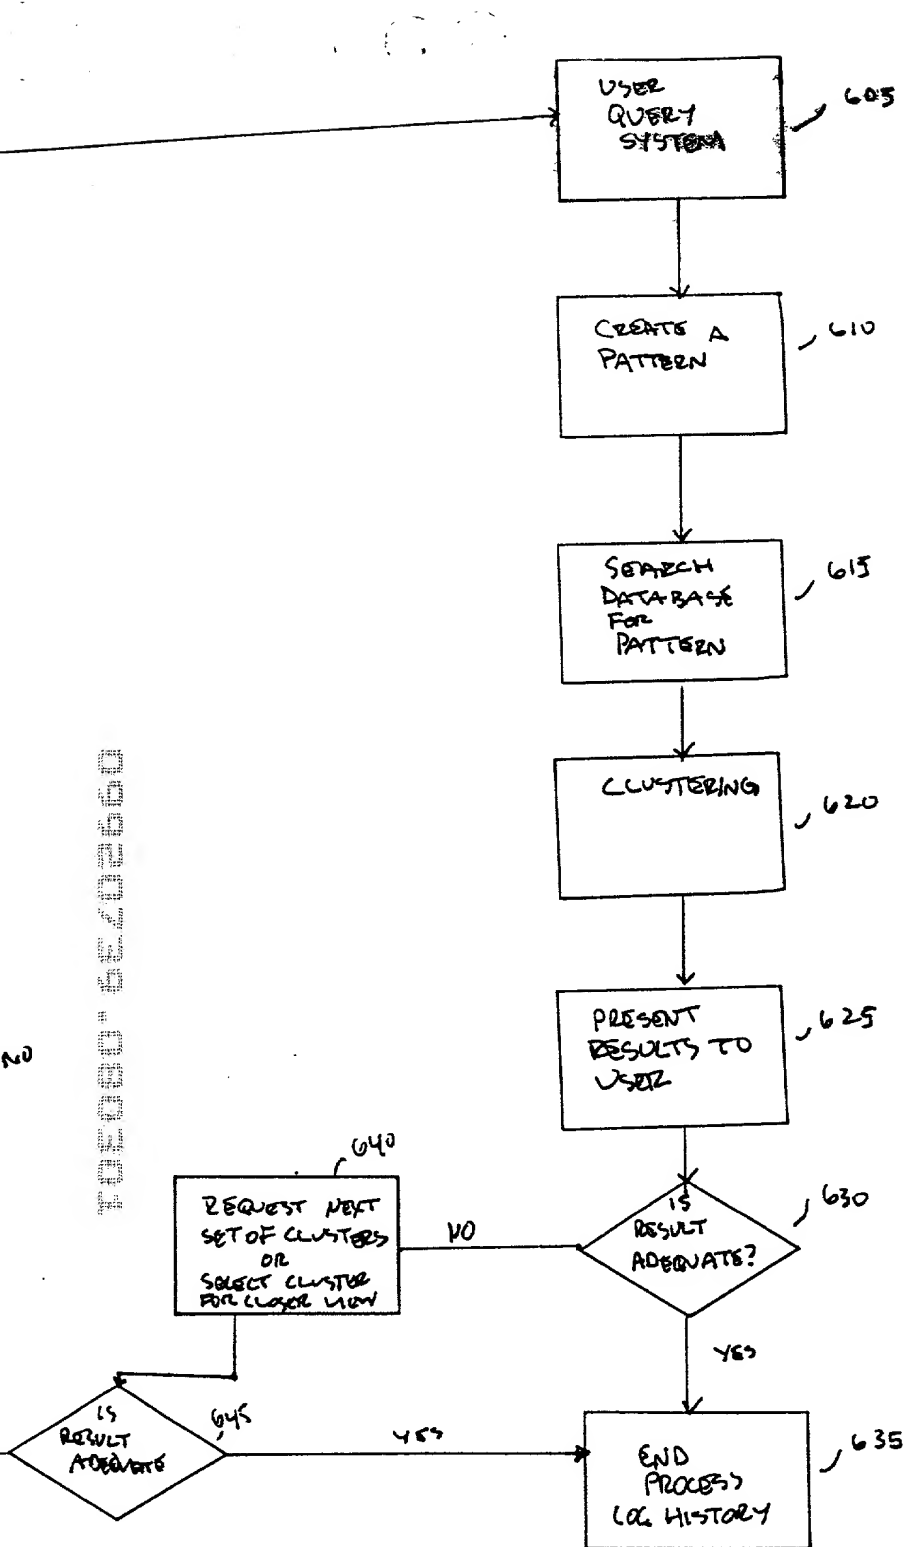 USER
QUERY
SYSTEM
605
CREATE A
PATTERN
610
SEARCH
DATABASE
FOR
PATTERN
615
CLUSTERING
620
PRESENT
RESULTS TO
USER
625
NO
640
REQUEST NEXT
SET OF CLUSTERS
OR
SELECT CLUSTER
FOR CLOSER VIEW
NO
IS
RESULT
ADEQUATE?
630
YES
IS
RESULT
ADEQUATE
645
YES
END
PROCESS
LOG HISTORY
635